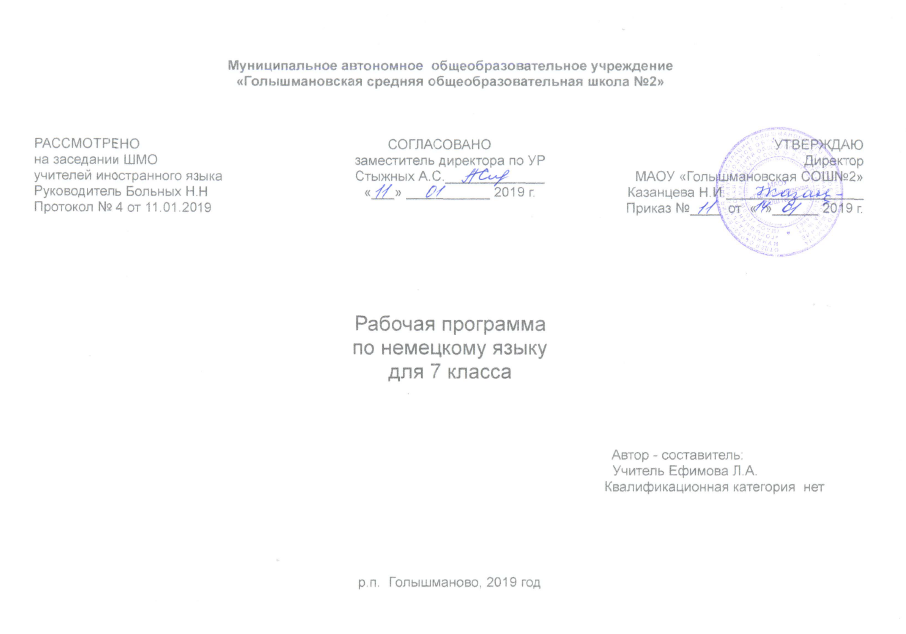 Муниципальное автономное общеобразовательное учреждение
«Голышмановская средняя общеобразовательная школа №2»
РАССМОТРЕНО
на заседании ШМО
учителей иностранного языка
Руководитель Больных Н.Н
Протокол № 4 от 11.01.2019
СОГЛАСОВАНО
заместитель директора по УР
Стыжных А.С.
« 11 » 01 2019 г.
УТВЕРЖДАЮ
Директор
МАОУ «Голышмановская СОШ№2»
Казанцева Н.И.
Приказ № 11 от « » 01 2019 г.
Рабочая программа
по немецкому языку
для 7 класса
Автор - составитель:
Учитель Ефимова Л.А.
Квалификационная категория нет
р.п. Голышманово, 2019 год